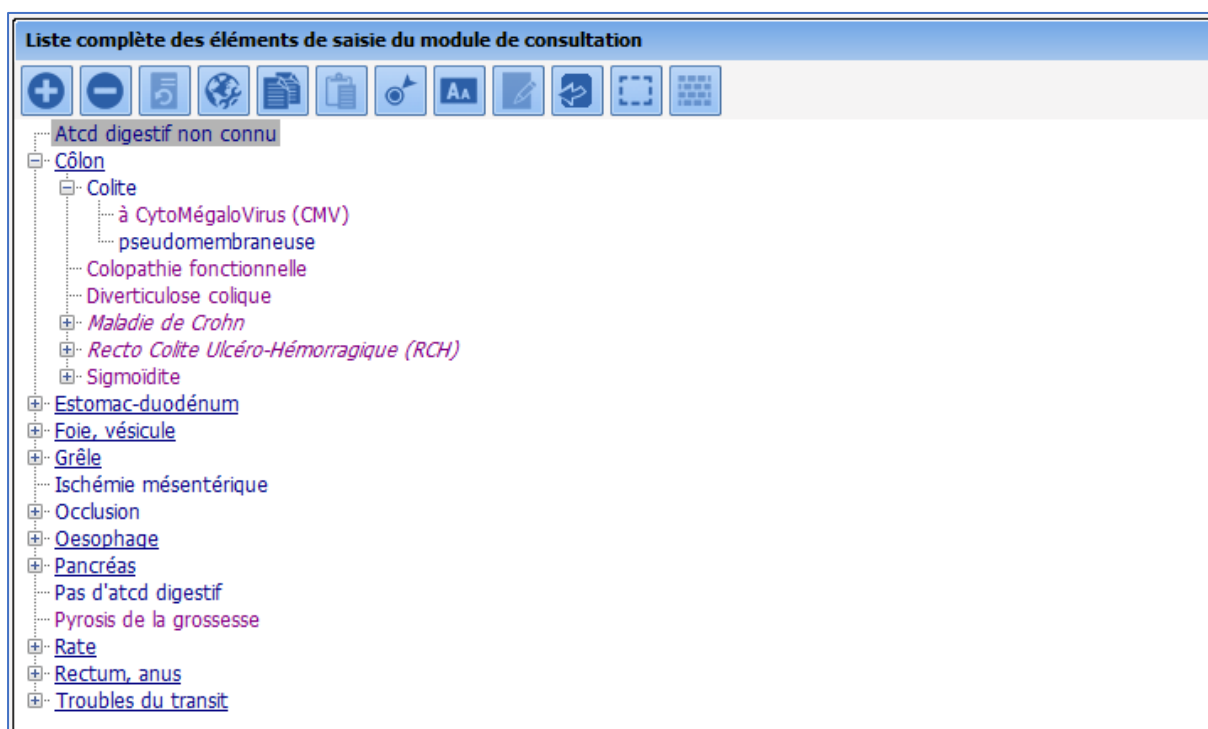 Liste complète des éléments de saisie du module de consultation
AA
Atcd digestif non connu
Côlon
Colite
à CytoMégaloVirus (CMV)
pseudomembraneuse
Colopathie fonctionnelle
Diverticulose colique
Maladie de Crohn
Recto Colite Ulcéro-Hémorragique (RCH)
Sigmoïdite
Estomac-duodénum
Foie, vésicule
Grêle
Ischémie mésentérique
Occlusion
Oesophage
Pancréas
Pas d'atcd digestif
Pyrosis de la grossesse
Rate
Rectum, anus
Troubles du transit